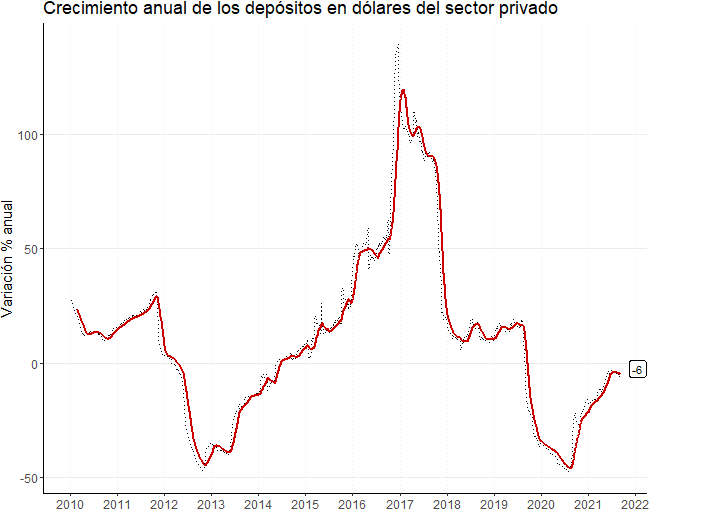 Crecimiento anual de los depósitos en dólares del sector privado
Variación % anual
100
50
0
-50
-6
2010 2011 2012 2013 2014 2015 2016 2017 2018 2019 2020 2021 2022